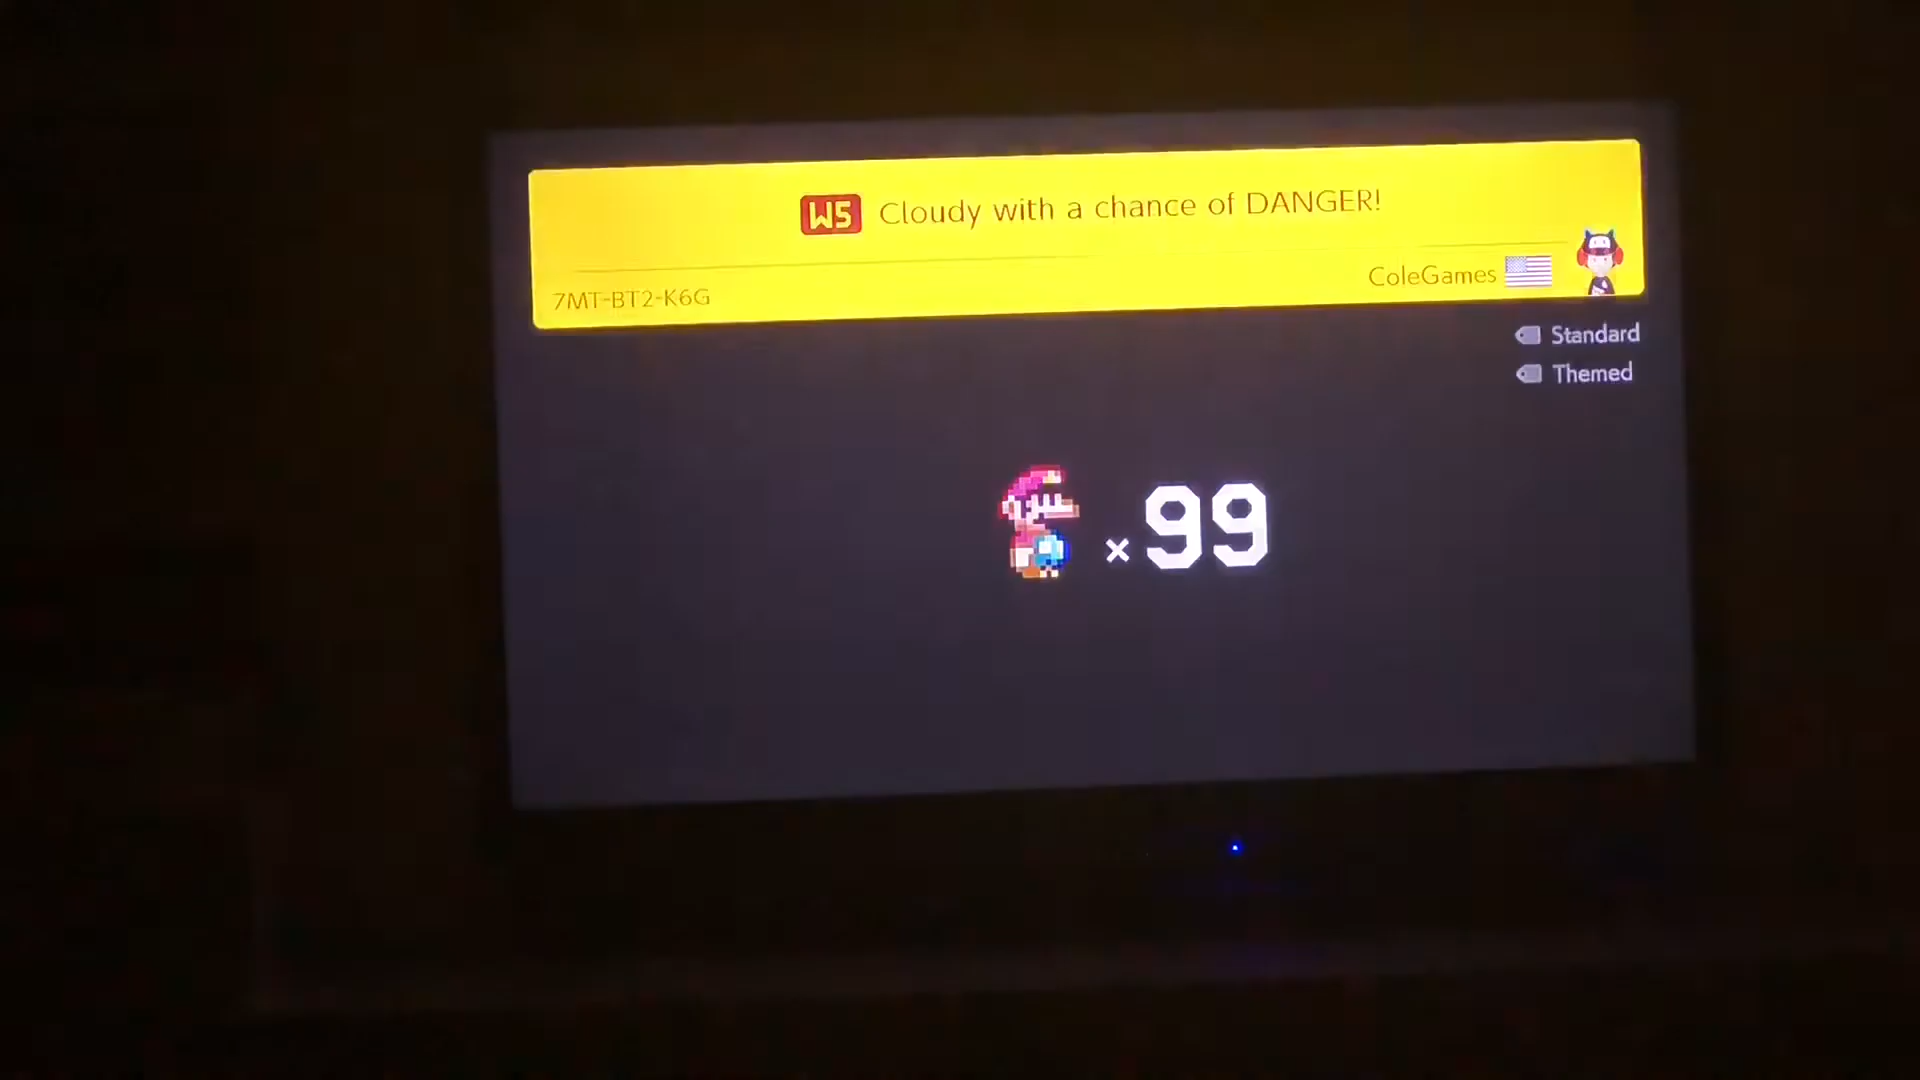 W5 Cloudy with a chance of DANGER!
7MT-BT2-K6G
ColeGames
Standard
Themed
×99